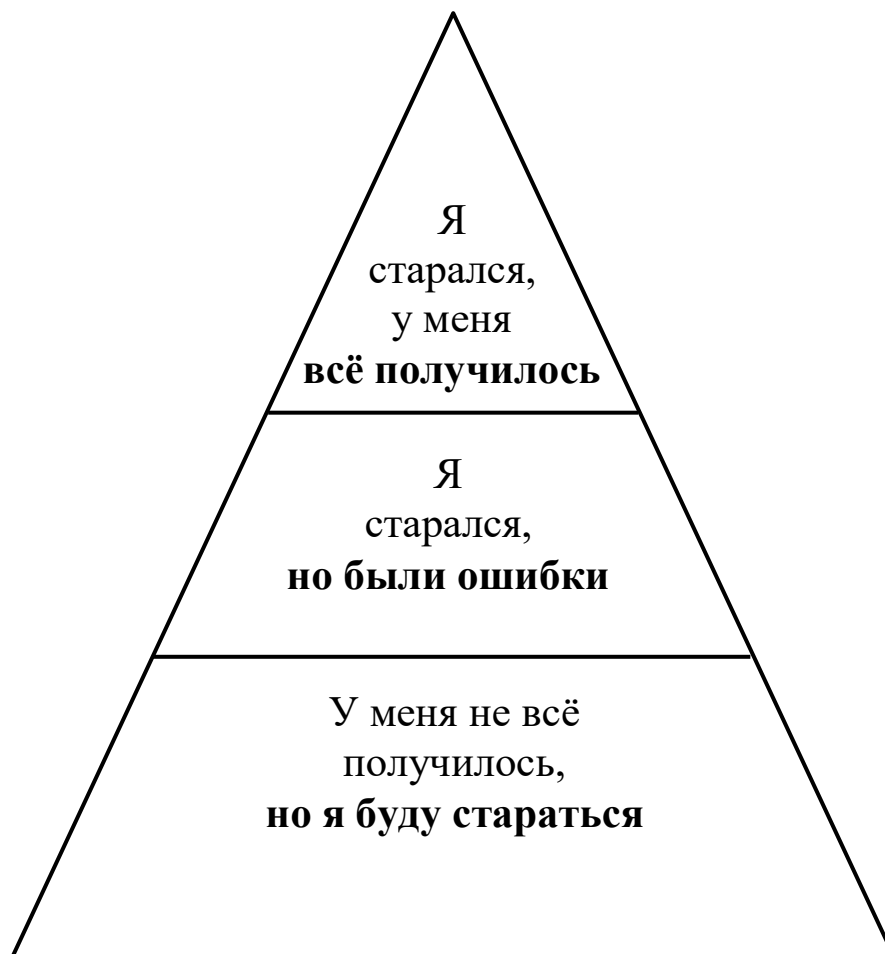 Я
старался,
у меня
всё получилось
Я
старался,
но были ошибки
У меня не всё
получилось,
но я буду стараться